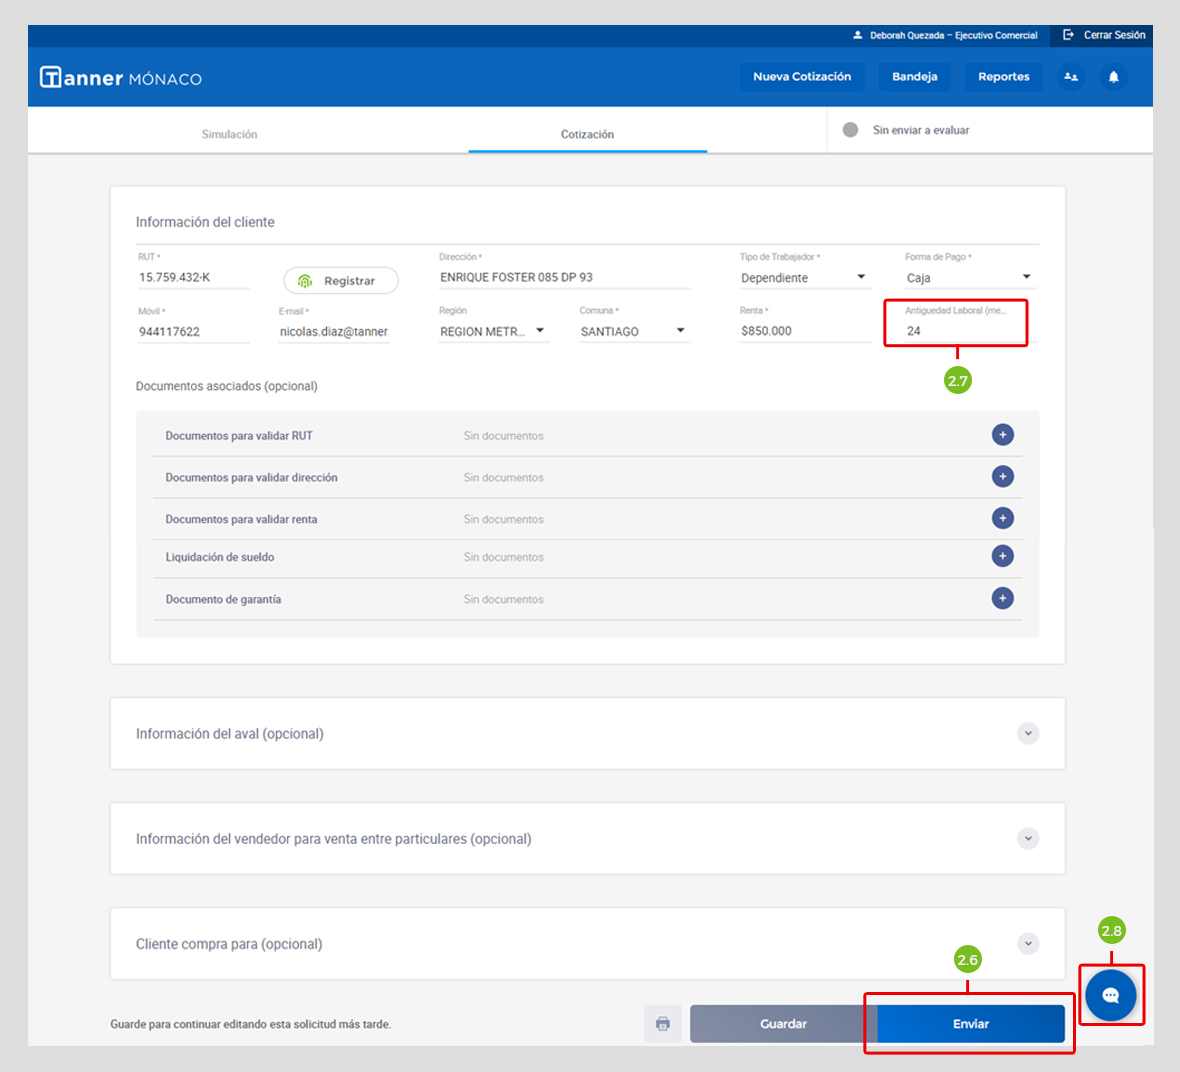 Deborah Quezada – Ejecutivo Comercial Cerrar Sesión
Tanner MÓNACO Nueva Cotización Bandeja Reportes
Simulación Cotización Sin enviar a evaluar
Información del cliente
RUT * Dirección * Tipo de Trabajador * Forma de Pago *
15.759.432-K Registrar ENRIQUE FOSTER 085 DP 93 Dependiente Caja
Móvil * E-mail * Región Comuna * Renta * Antiguedad Laboral (me...
944117622 nicolas.diaz@tanner. REGION METR... SANTIAGO $850.000 24
2.7
Documentos asociados (opcional)
Documentos para validar RUT Sin documentos +
Documentos para validar dirección Sin documentos +
Documentos para validar renta Sin documentos +
Liquidación de sueldo Sin documentos +
Documento de garantía Sin documentos +
Información del aval (opcional)
Información del vendedor para venta entre particulares (opcional)
2.8
Cliente compra para (opcional)
2.6
Guarde para continuar editando esta solicitud más tarde. Guardar Enviar